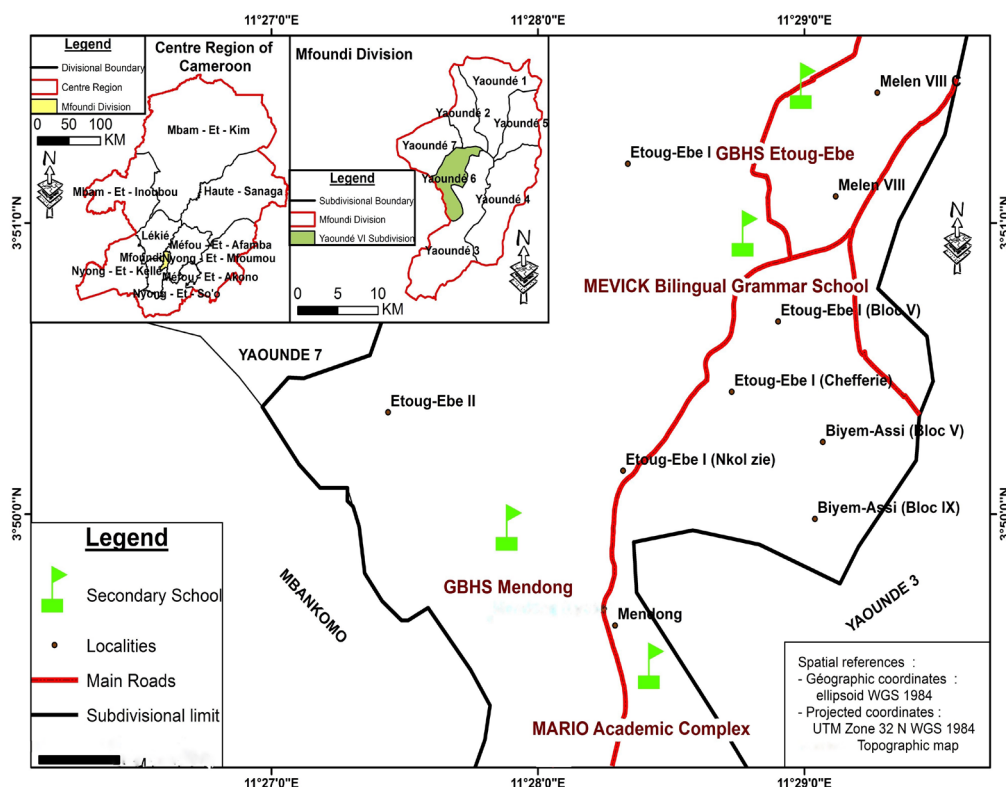 11°27'0"E
11°28'0"E
11°29'0"E
Legend
Divisional Boundary
Centre Region
Mfoundi Division
0 50 100
KM
N
Centre Region of
Cameroon
Mbam - Et - Kim
Mbam - Et - Inoubou
Haute - Sanaga
Lékié
Méfou - Et - Afamba
Mfoundi
Nyong - Et - Mfoumou
Nyong - Et - Kellé
Méfou - Et - Akono
Nyong - Et - So'o
Mfoundi Division
Yaoundé 1
Yaoundé 2
Yaoundé 5
Yaoundé 7
Yaoundé 6
Yaoundé 4
Yaoundé 3
Legend
Subdivisional Boundary
Mfoundi Division
Yaoundé VI Subdivision
0 5 10
KM
N
Melen VIII C
GBHS Etoug-Ebe
Etoug-Ebe I
Melen VIII
3°51'0"N
3°51'0"N
N
MEVICK Bilingual Grammar School
Etoug-Ebe I (Bloc V)
YAOUNDE 7
Etoug-Ebe I (Chefferie)
Etoug-Ebe II
Biyem-Assi (Bloc V)
Etoug-Ebe I (Nkol zie)
3°50'0"N
3°50'0"N
Biyem-Assi (Bloc IX)
GBHS Mendong
MBANKOMO
YAOUNDE 3
Mendong
MARIO Academic Complex
Legend
Secondary School
Localities
Main Roads
Subdivisional limit
Spatial references :
- Géographic coordinates :
ellipsoid WGS 1984
- Projected coordinates :
UTM Zone 32 N WGS 1984
Topographic map
11°27'0"E
11°28'0"E
11°29'0"E